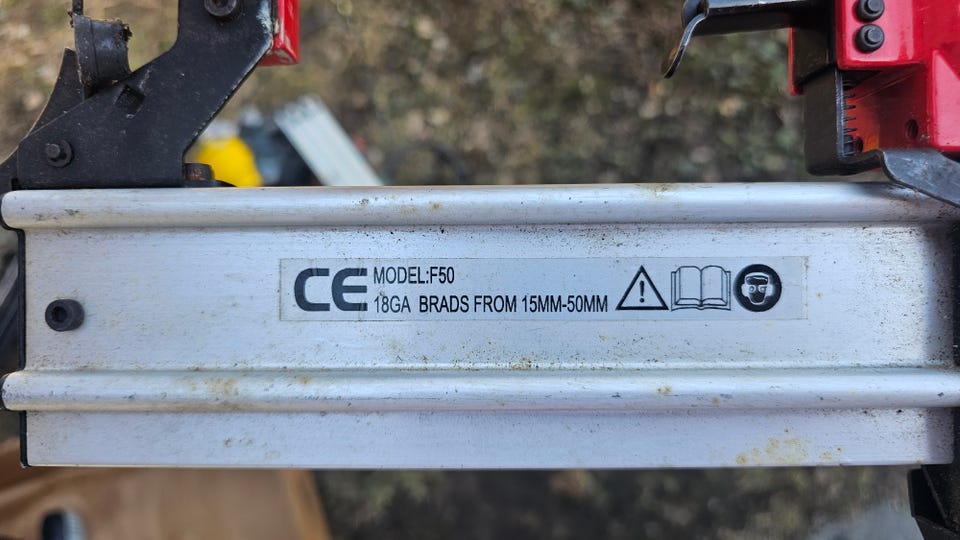 CE
MODEL:F50
18GA BRADS FROM 15MM-50MM